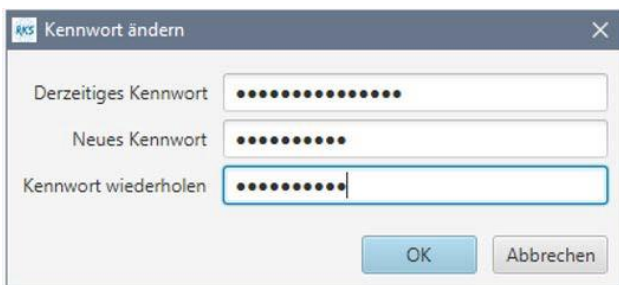 RKS Kennwort ändern
Derzeitiges Kennwort ●●●●●●●●●●●●●●●
Neues Kennwort ●●●●●●●●●●
Kennwort wiederholen ●●●●●●●●●●
OK Abbrechen